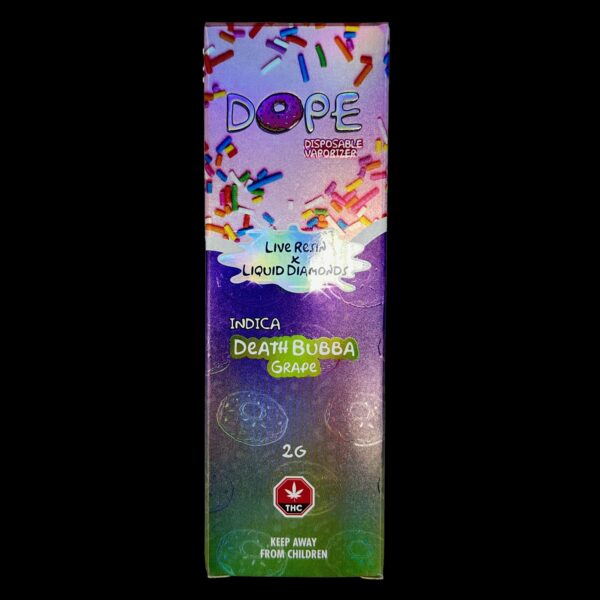 DOPE
DISPOSABLE
VAPORIZER
LIVE RESIN
X
LIQUID DIAMONDS
INDICA
DEATH BUBBA
GRAPE
2G
THC
KEEP AWAY
FROM CHILDREN